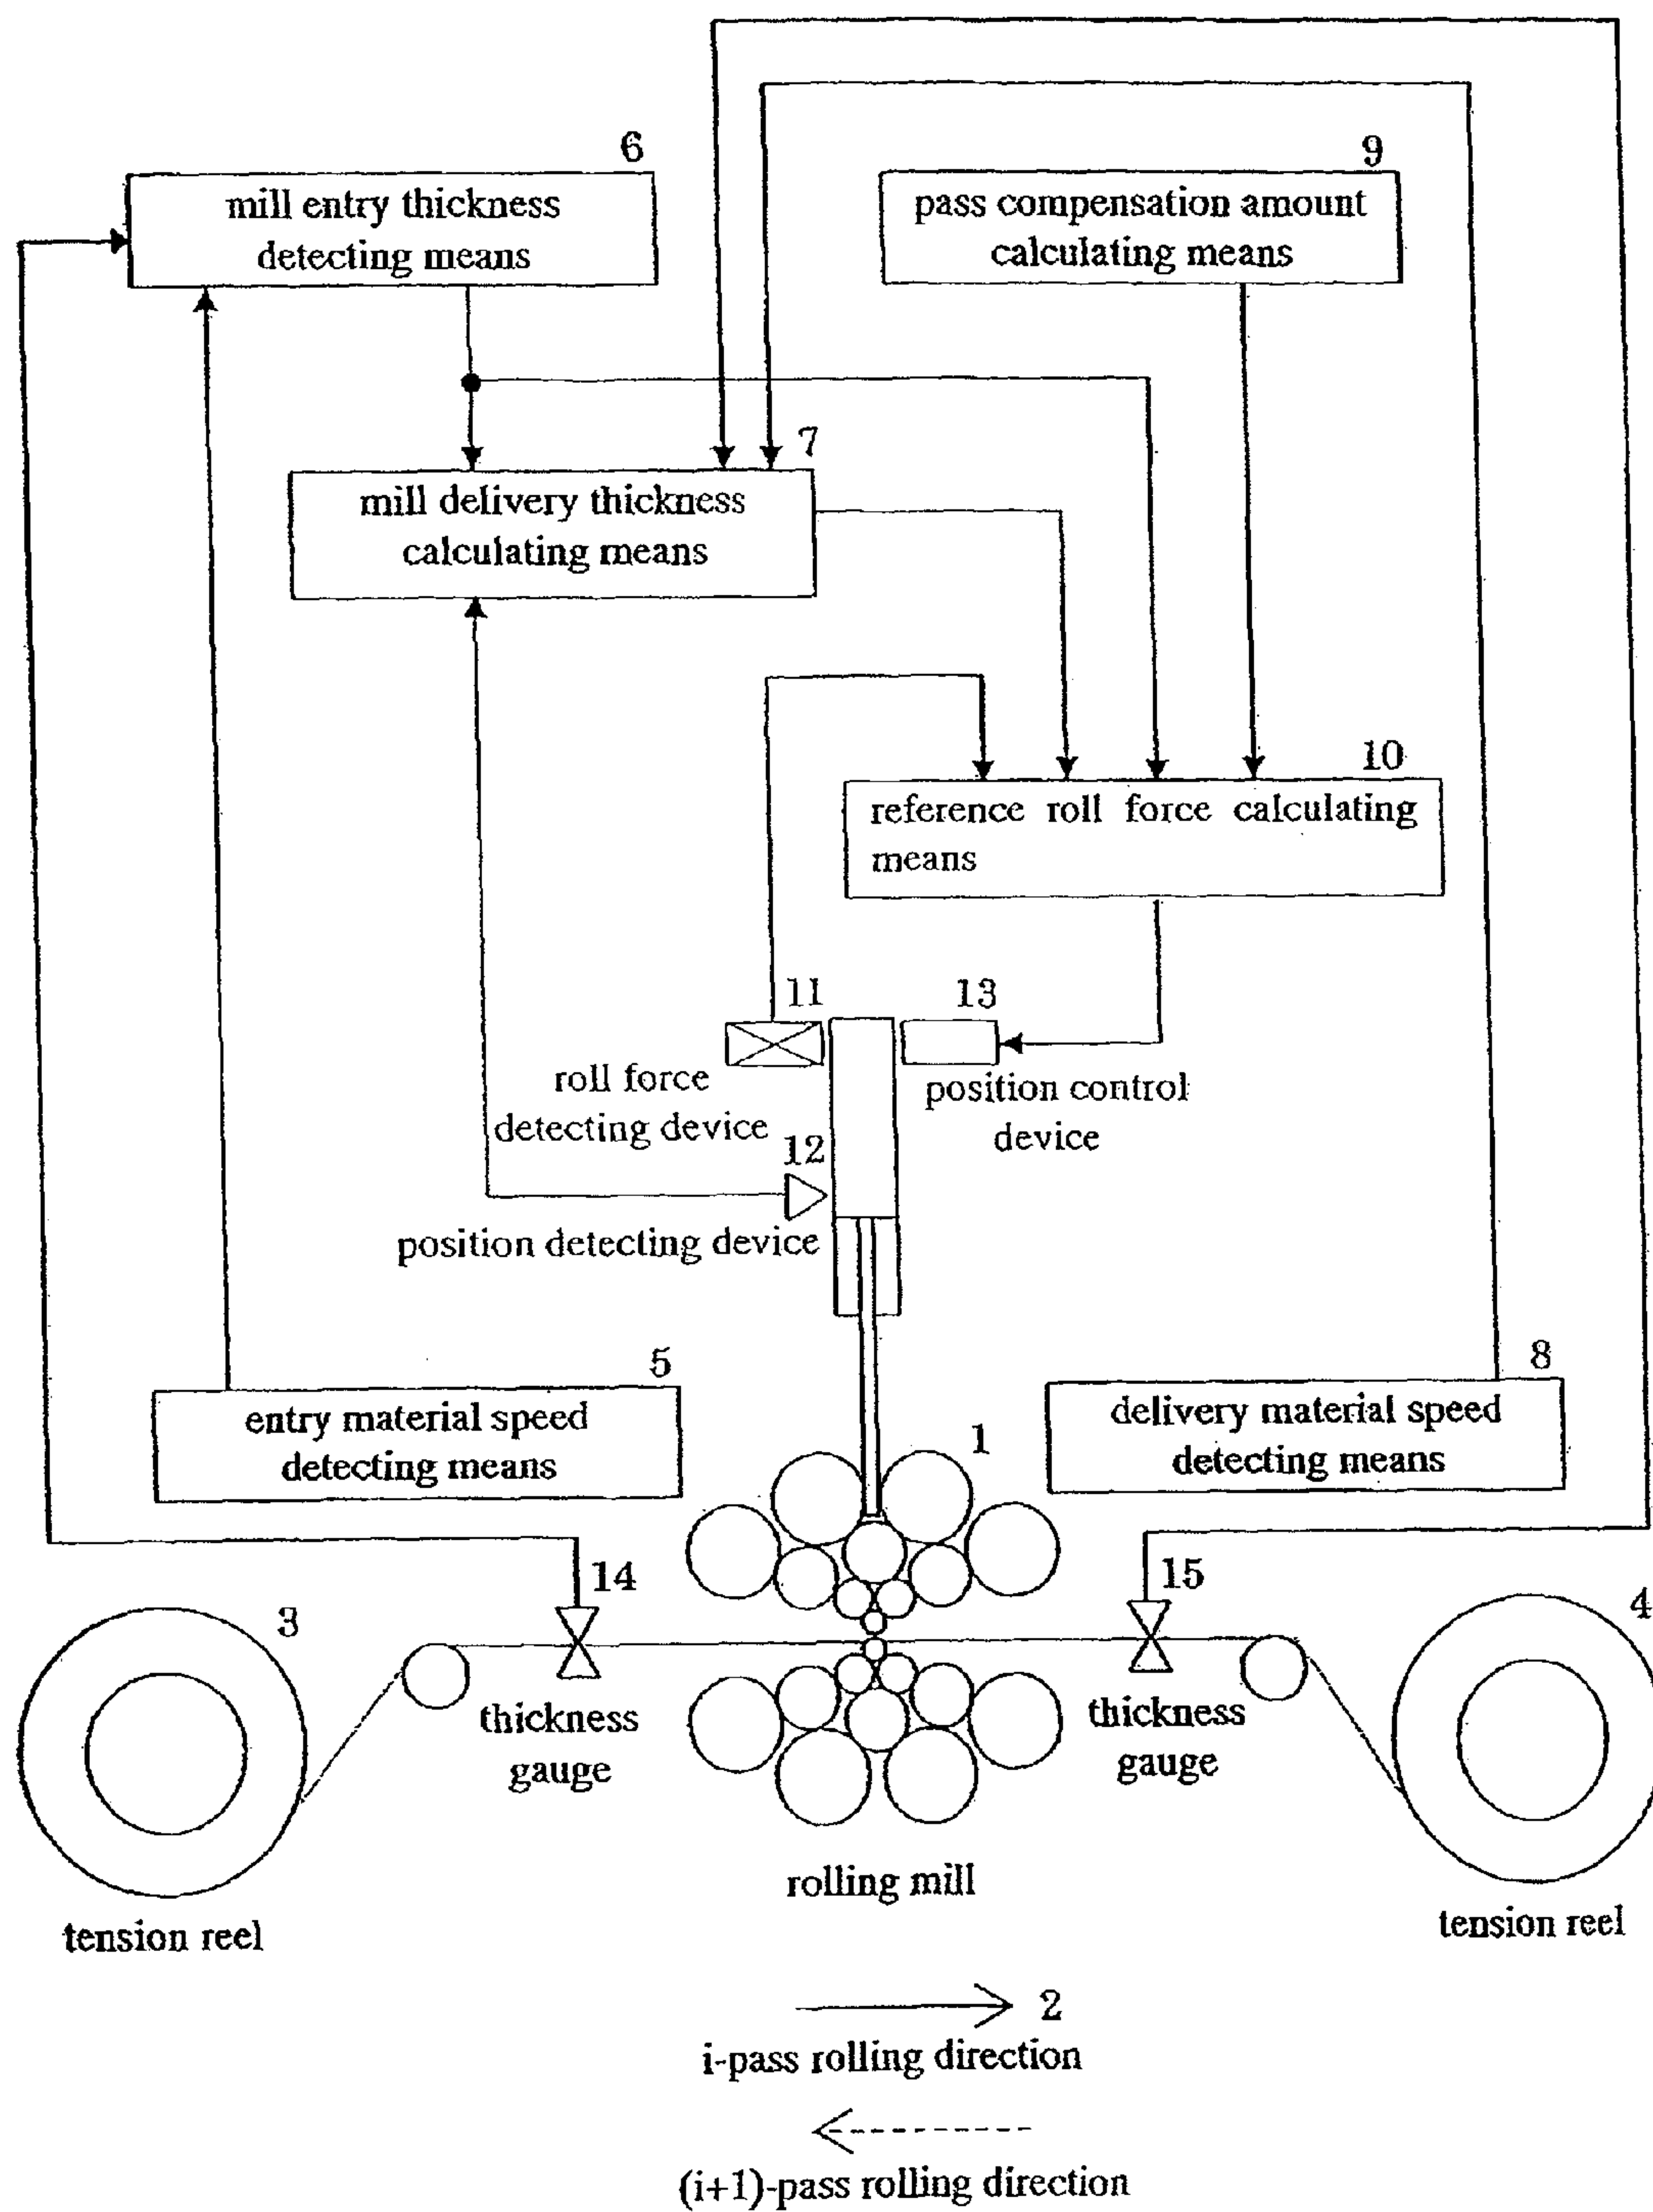 6
mill entry thickness
detecting means
9
pass compensation amount
calculating means
7
mill delivery thickness
calculating means
10
reference roll force calculating
means
11
13
roll force
detecting device
position control
device
12
position detecting device
5
entry material speed
detecting means
8
delivery material speed
detecting means
1
14
15
3
4
thickness
gauge
thickness
gauge
rolling mill
tension reel
tension reel
2
i-pass rolling direction
(i+1)-pass rolling direction